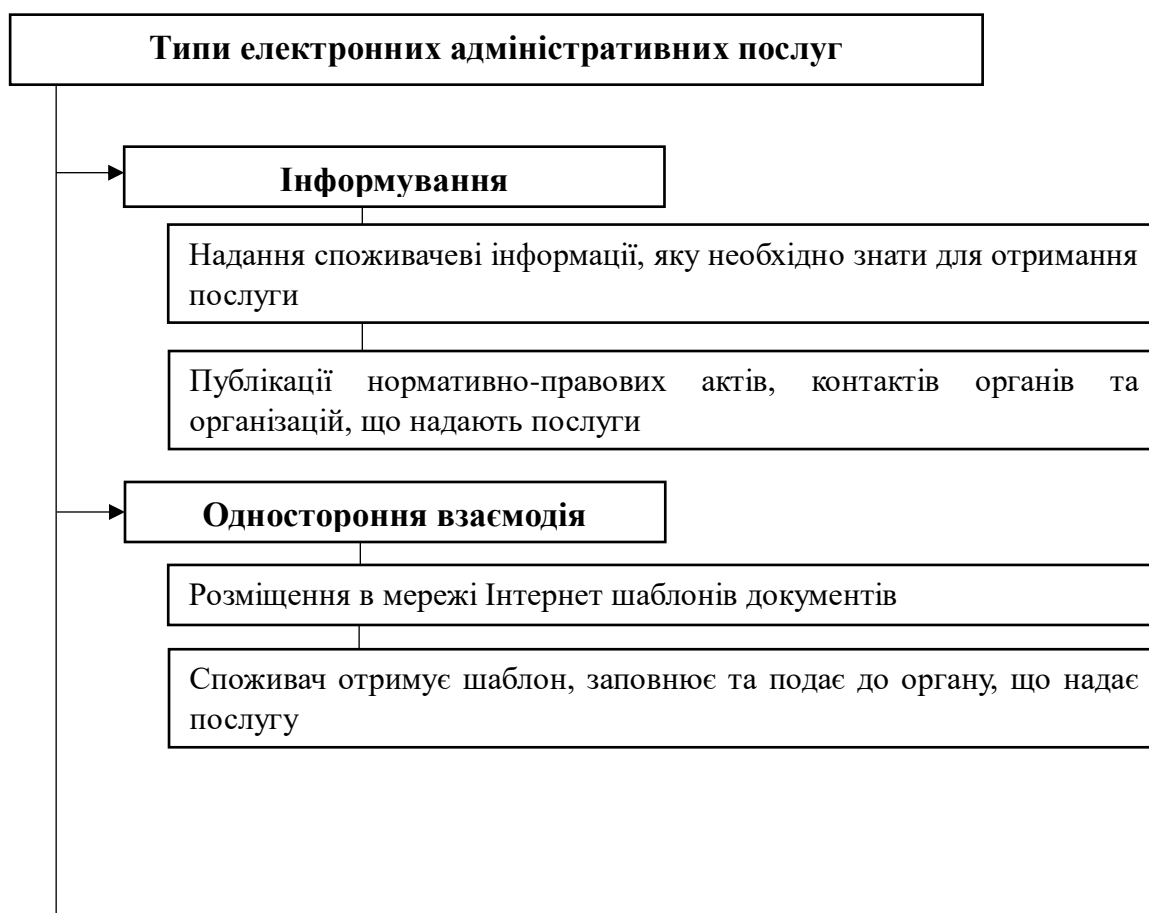 Типи електронних адміністративних послуг
Інформування
Надання споживачеві інформації, яку необхідно знати для отримання
послуги
Публікації нормативно-правових актів, контактів органів та
організацій, що надають послуги
Одностороння взаємодія
Розміщення в мережі Інтернет шаблонів документів
Споживач отримує шаблон, заповнює та подає до органу, що надає
послугу